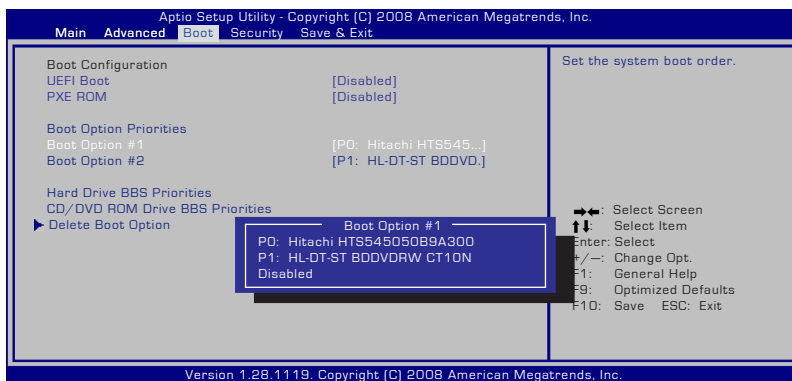 Aptio Setup Utility - Copyright (C) 2008 American Megatrends, Inc.
Main Advanced Boot Security Save & Exit
Boot Configuration
UEFI Boot [Disabled]
PXE ROM [Disabled]
Boot Option Priorities
Boot Option #1 [P0: Hitachi HTS545...]
Boot Option #2 [P1: HL-DT-ST BDDVD.]
Hard Drive BBS Priorities
CD/DVD ROM Drive BBS Priorities
Delete Boot Option
Boot Option #1
P0: Hitachi HTS545050B9A300
P1: HL-DT-ST BDDVDRW CT10N
Disabled
Set the system boot order.
→←: Select Screen
↑↓: Select Item
Enter: Select
+/—: Change Opt.
F1: General Help
F9: Optimized Defaults
F10: Save ESC: Exit
Version 1.28.1119. Copyright (C) 2008 American Megatrends, Inc.